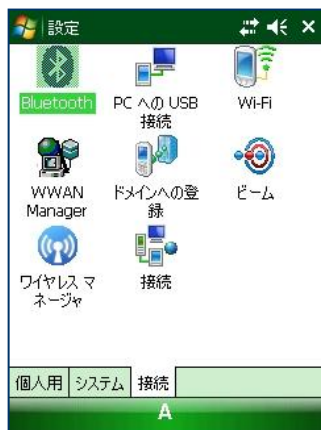 設定
Bluetooth
PC への USB
接続
Wi-Fi
WWAN
Manager
ドメインへの登
録
ビーム
ワイヤレス マ
ネージャ
接続
個人用 システム 接続
A